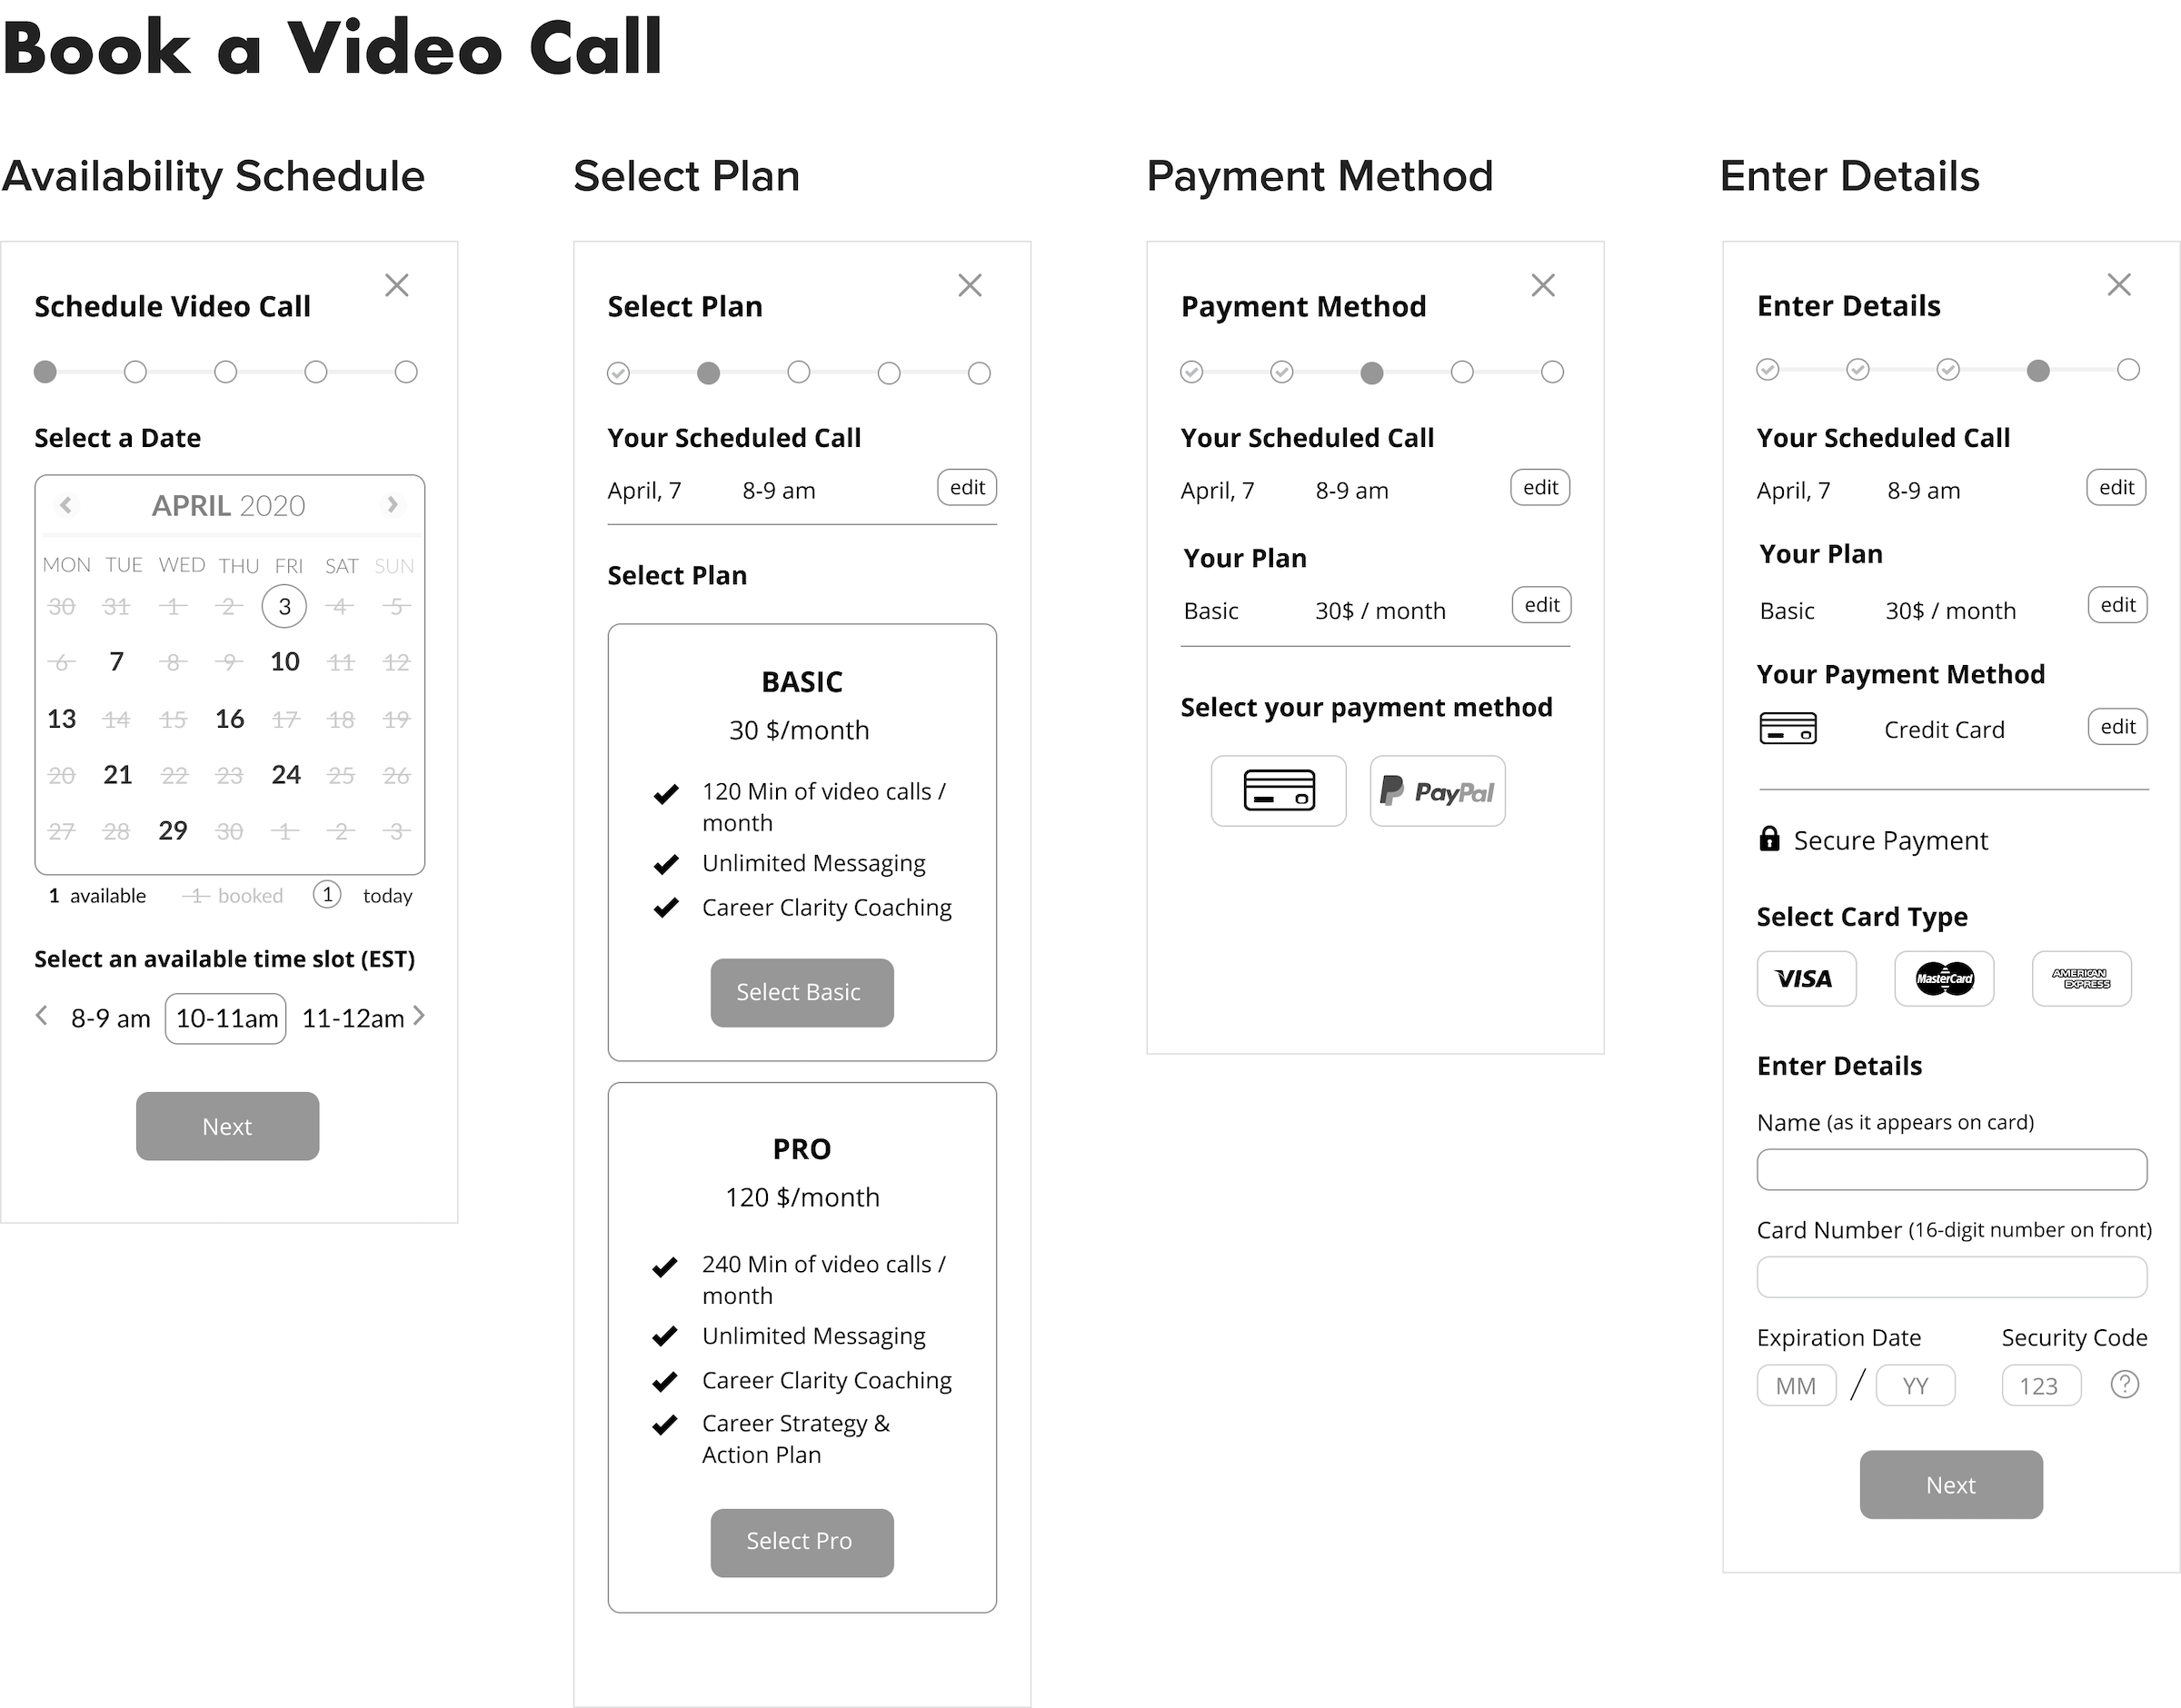 Book a Video Call
Availability Schedule
Schedule Video Call
Select a Date
APRIL 2020
MON TUE WED THU FRI SAT SUN
30 31 1 2 3 4 5
6 7 8 9 10 11 12
13 14 15 16 17 18 19
20 21 22 23 24 25 26
27 28 29 30 1 2 3
1 available 1 booked 1 today
Select an available time slot (EST)
8-9 am 10-11am 11-12am
Next
Select Plan
Select Plan
Your Scheduled Call
April, 7 8-9 am edit
Select Plan
BASIC
30 $/month
120 Min of video calls /
month
Unlimited Messaging
Career Clarity Coaching
Select Basic
PRO
120 $/month
240 Min of video calls /
month
Unlimited Messaging
Career Clarity Coaching
Career Strategy &
Action Plan
Select Pro
Payment Method
Payment Method
Your Scheduled Call
April, 7 8-9 am edit
Your Plan
Basic 30$ / month edit
Select your payment method
PayPal
Enter Details
Enter Details
Your Scheduled Call
April, 7 8-9 am edit
Your Plan
Basic 30$ / month edit
Your Payment Method
Credit Card edit
Secure Payment
Select Card Type
VISA MasterCard AMERICAN
EXPRESS
Enter Details
Name (as it appears on card)
Card Number (16-digit number on front)
Expiration Date Security Code
MM / YY 123 ?
Next